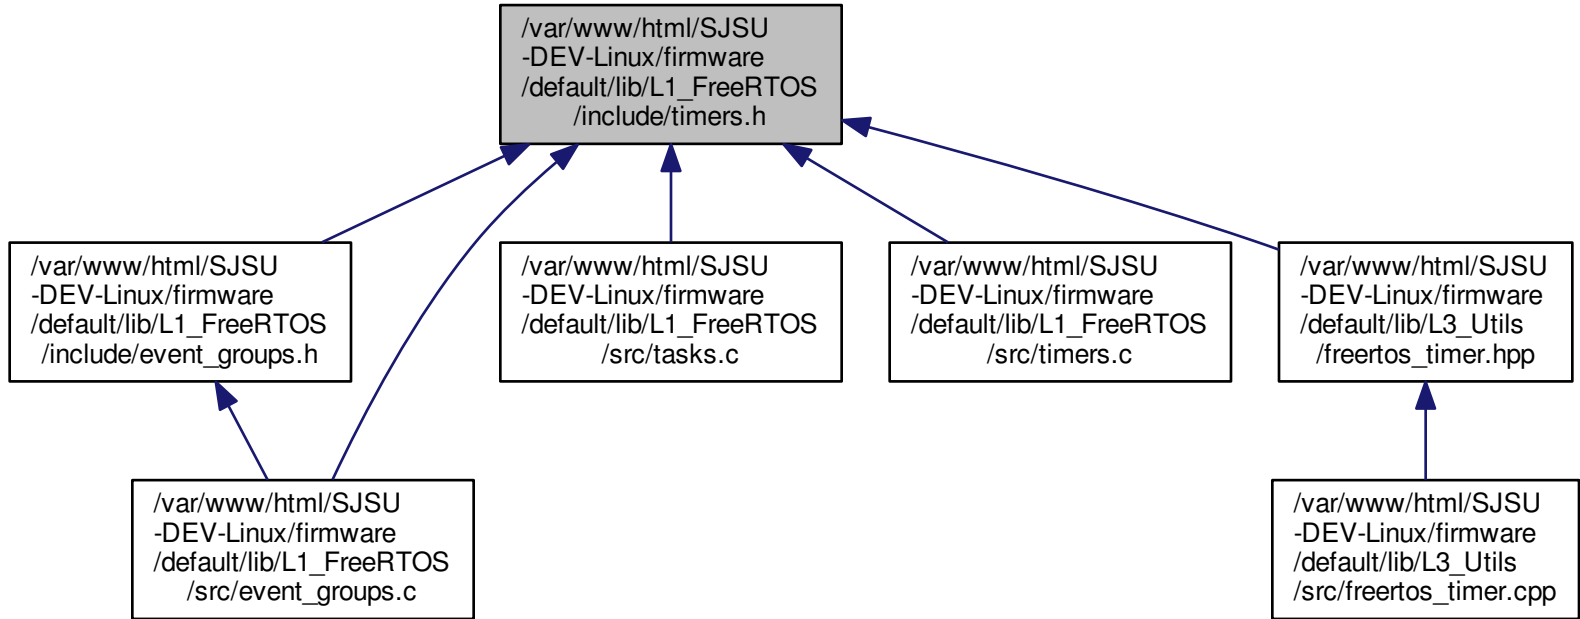 /var/www/html/SJSU
-DEV-Linux/firmware
/default/lib/L1_FreeRTOS
/include/timers.h
/var/www/html/SJSU
-DEV-Linux/firmware
/default/lib/L1_FreeRTOS
/include/event_groups.h
/var/www/html/SJSU
-DEV-Linux/firmware
/default/lib/L1_FreeRTOS
/src/tasks.c
/var/www/html/SJSU
-DEV-Linux/firmware
/default/lib/L1_FreeRTOS
/src/timers.c
/var/www/html/SJSU
-DEV-Linux/firmware
/default/lib/L3_Utils
/freertos_timer.hpp
/var/www/html/SJSU
-DEV-Linux/firmware
/default/lib/L1_FreeRTOS
/src/event_groups.c
/var/www/html/SJSU
-DEV-Linux/firmware
/default/lib/L3_Utils
/src/freertos_timer.cpp